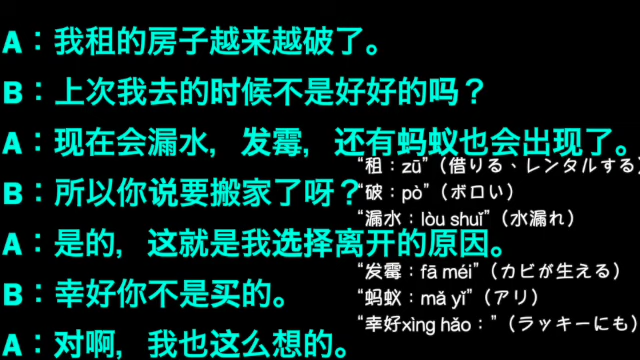 A：我租的房子越来越破了。
B：上次我去的时候不是好好的吗？
A：现在会漏水，发霉，还有蚂蚁也会出现了。
“租：zū”（借りる、レンタルする）
B：所以你说要搬家了呀？
“破：pò”（ボロい）
“漏水：lòu shuǐ”（水漏れ）
A：是的，这就是我选择离开的原因。
“发霉：fā méi”（カビが生える）
B：幸好你不是买的。
“蚂蚁：mǎ yǐ”（アリ）
“幸好xìng hǎo：”（ラッキーにも）
A：对啊，我也这么想的。